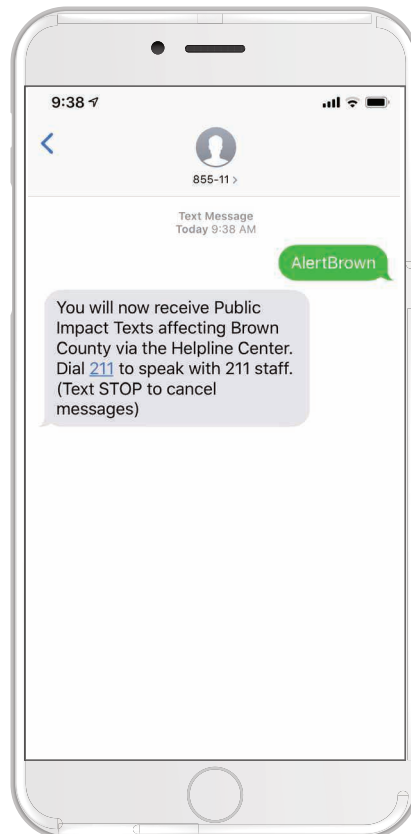 9:38
855-11 >
Text Message
Today 9:38 AM
AlertBrown
You will now receive Public
Impact Texts affecting Brown
County via the Helpline Center.
Dial 211 to speak with 211 staff.
(Text STOP to cancel
messages)